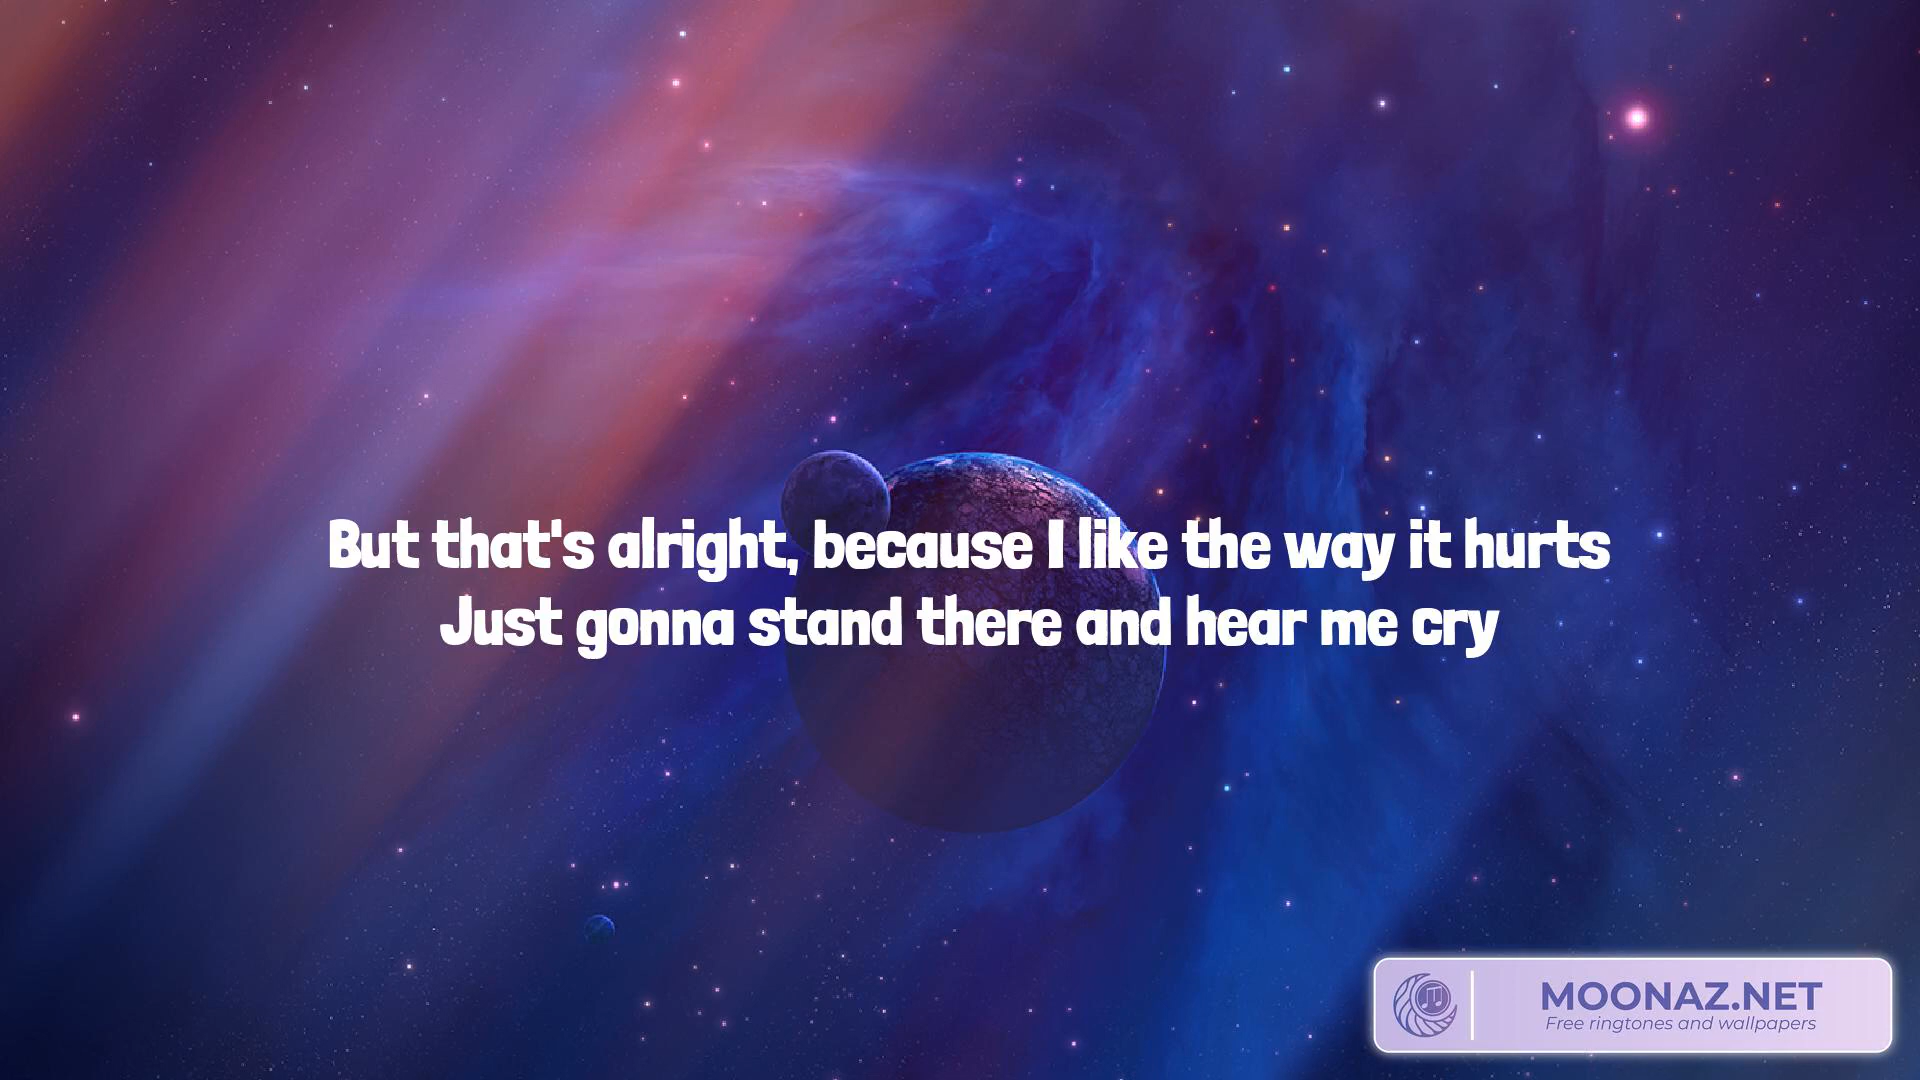 But that's alright, because I like the way it hurts
Just gonna stand there and hear me cry
MOONAZ.NET
Free ringtones and wallpapers